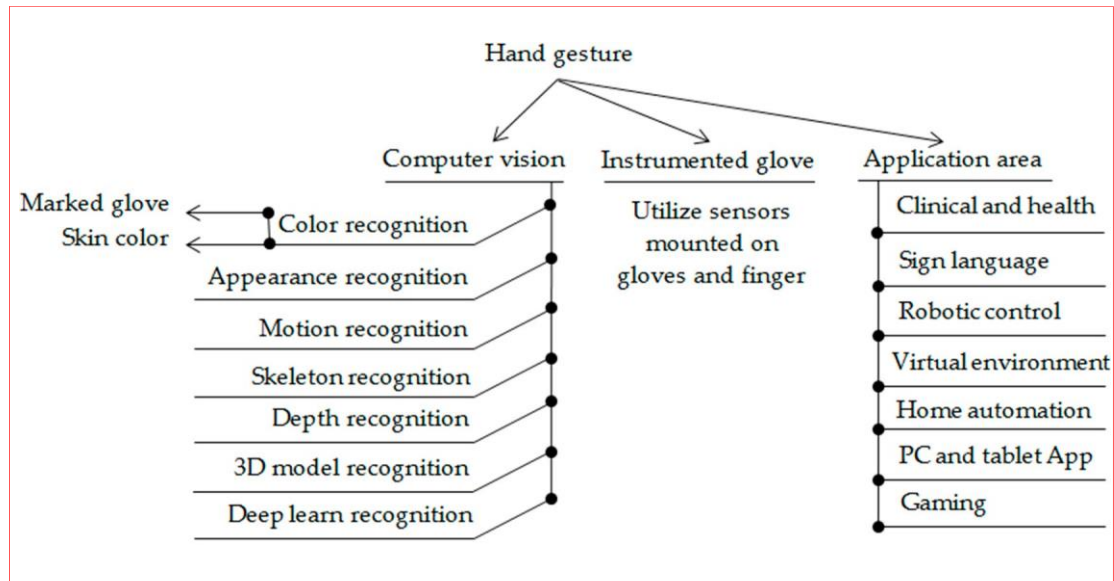 Hand gesture
Computer vision
Instrumented glove
Application area
Marked glove
Skin color
Color recognition
Appearance recognition
Motion recognition
Skeleton recognition
Depth recognition
3D model recognition
Deep learn recognition
Utilize sensors
mounted on
gloves and finger
Clinical and health
Sign language
Robotic control
Virtual environment
Home automation
PC and tablet App
Gaming